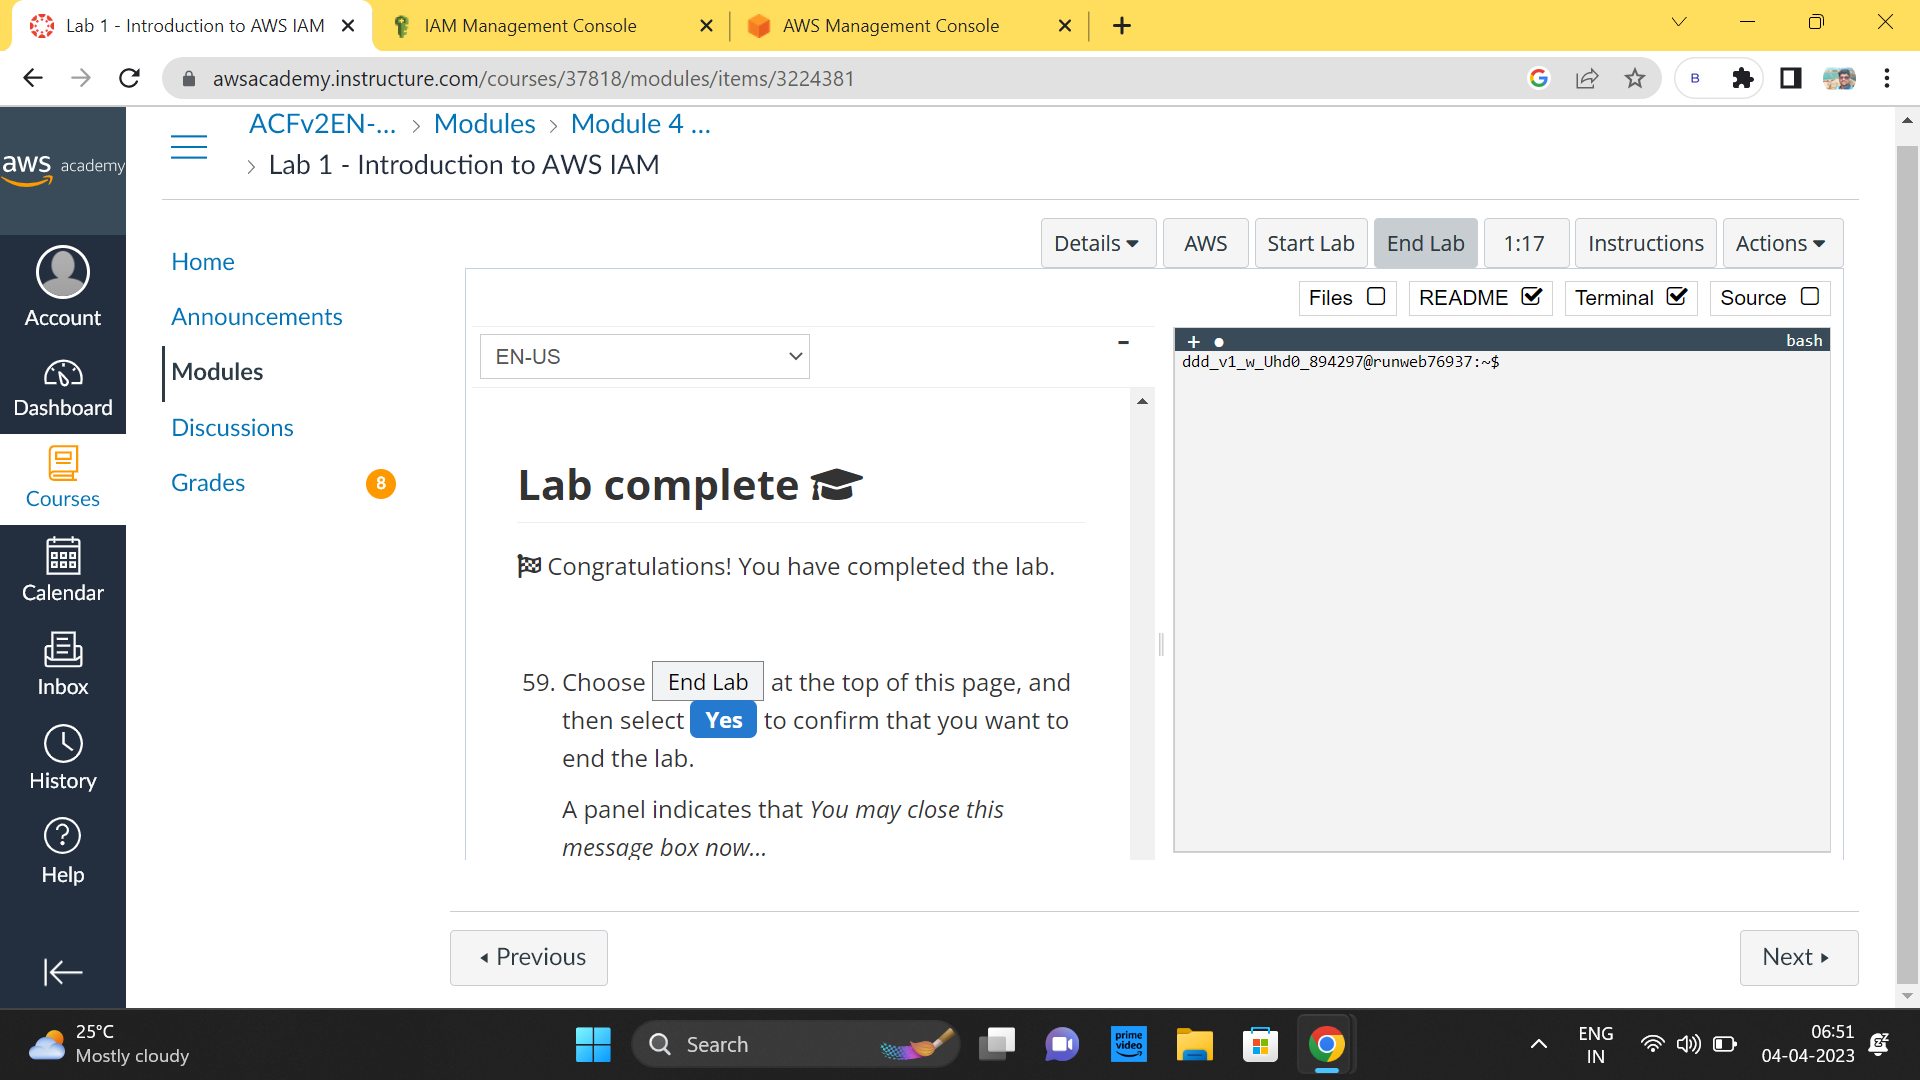 Lab 1 - Introduction to AWS IAM
IAM Management Console
AWS Management Console
awsacademy.instructure.com/courses/37818/modules/items/3224381
B
aws academy
ACFv2EN-... > Modules > Module 4 ...
> Lab 1 - Introduction to AWS IAM
Details
AWS
Start Lab
End Lab
1:17
Instructions
Actions
Account
Dashboard
Courses
Calendar
Inbox
History
Help
Home
Announcements
Modules
Discussions
Grades 8
Files
README
Terminal
Source
EN-US
bash
ddd_v1_w_Uhd0_894297@runweb76937:~$
Lab complete
Congratulations! You have completed the lab.
59. Choose End Lab at the top of this page, and
then select Yes to confirm that you want to
end the lab.
A panel indicates that You may close this
message box now...
Previous
Next
25°C
Mostly cloudy
Search
prime
video
ENG
IN
06:51
04-04-2023